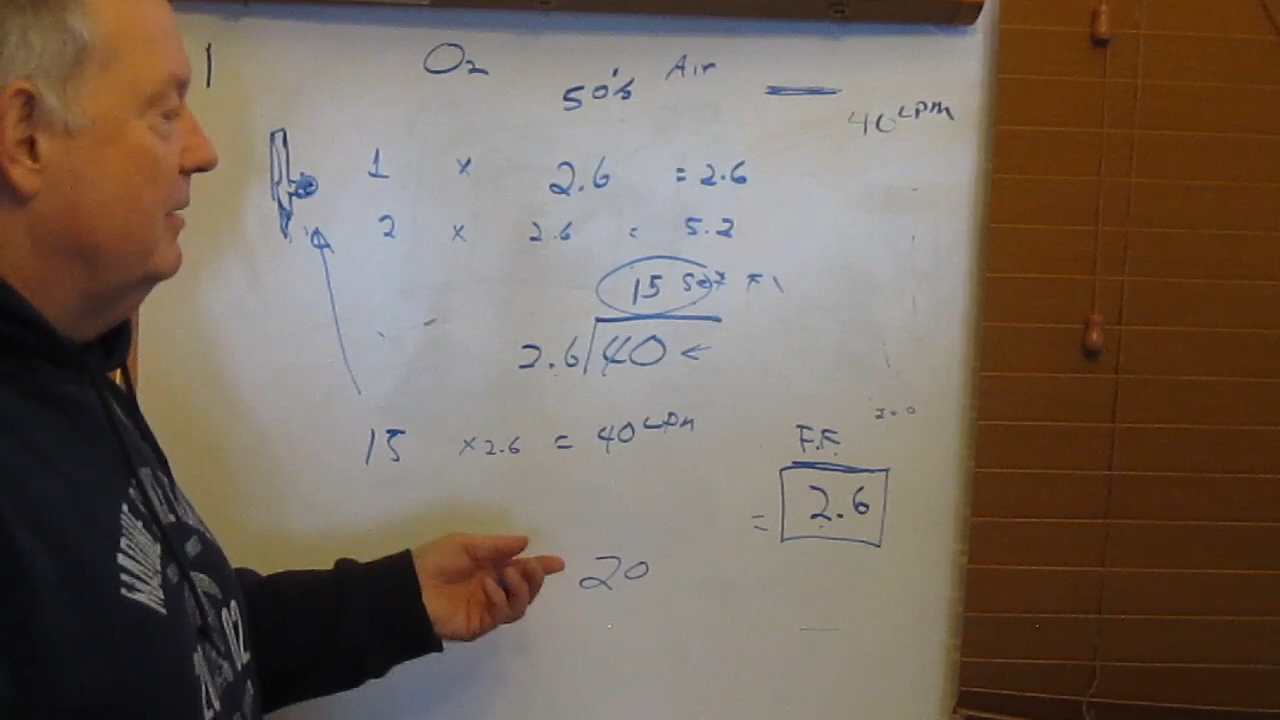 1 O₂ 50% Air
40 LPM
1 x 2.6 = 2.6
2 x 2.6 = 5.2
15 Set
2.6 40 ←
15 x 2.6 = 40 LPM
F.F.
= 2.6
20